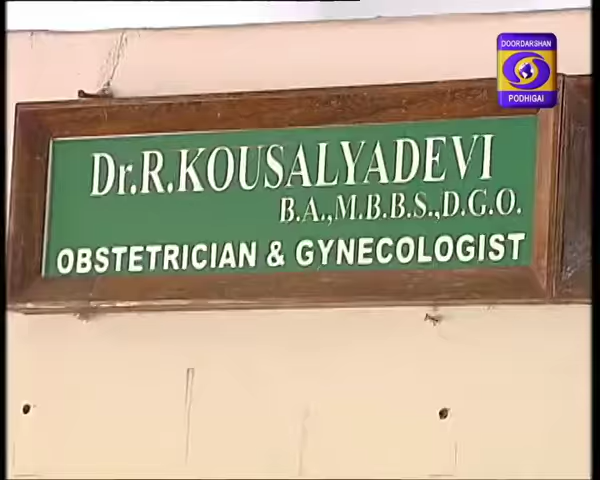 DOORDARSHAN
PODHIGAI
Dr.R.KOUSALYADEVI
B.A.,M.B.B.S.,D.G.O.
OBSTETRICIAN & GYNECOLOGIST